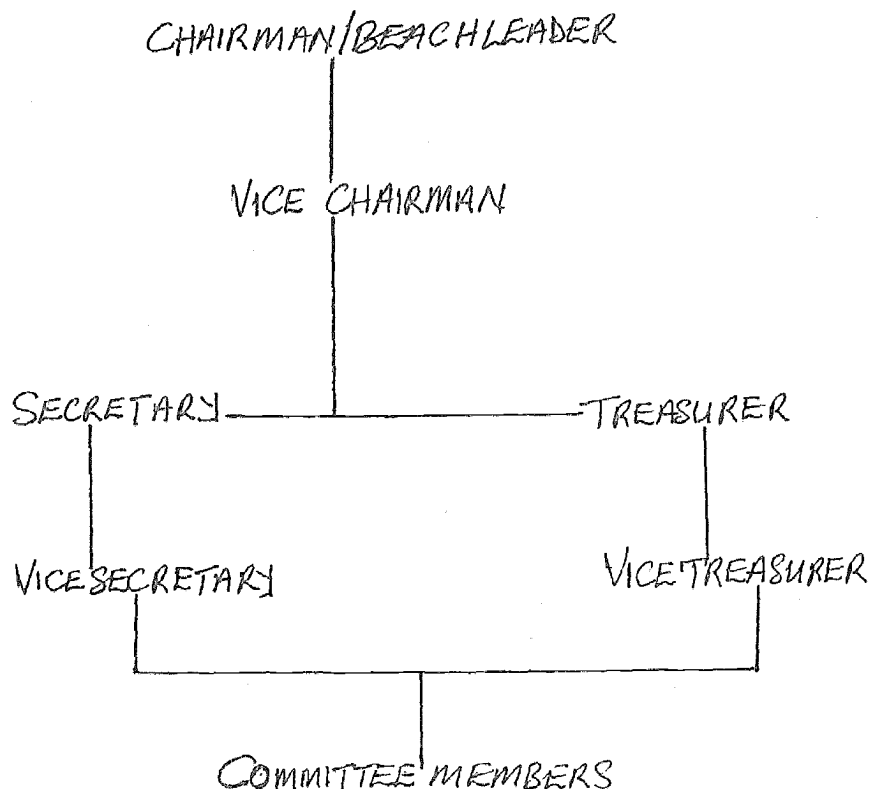 CHAIRMAN/BEACHLEADER
VICE CHAIRMAN
SECRETARY TREASURER
VICESECRETARY VICETREASURER
COMMITTEE MEMBERS